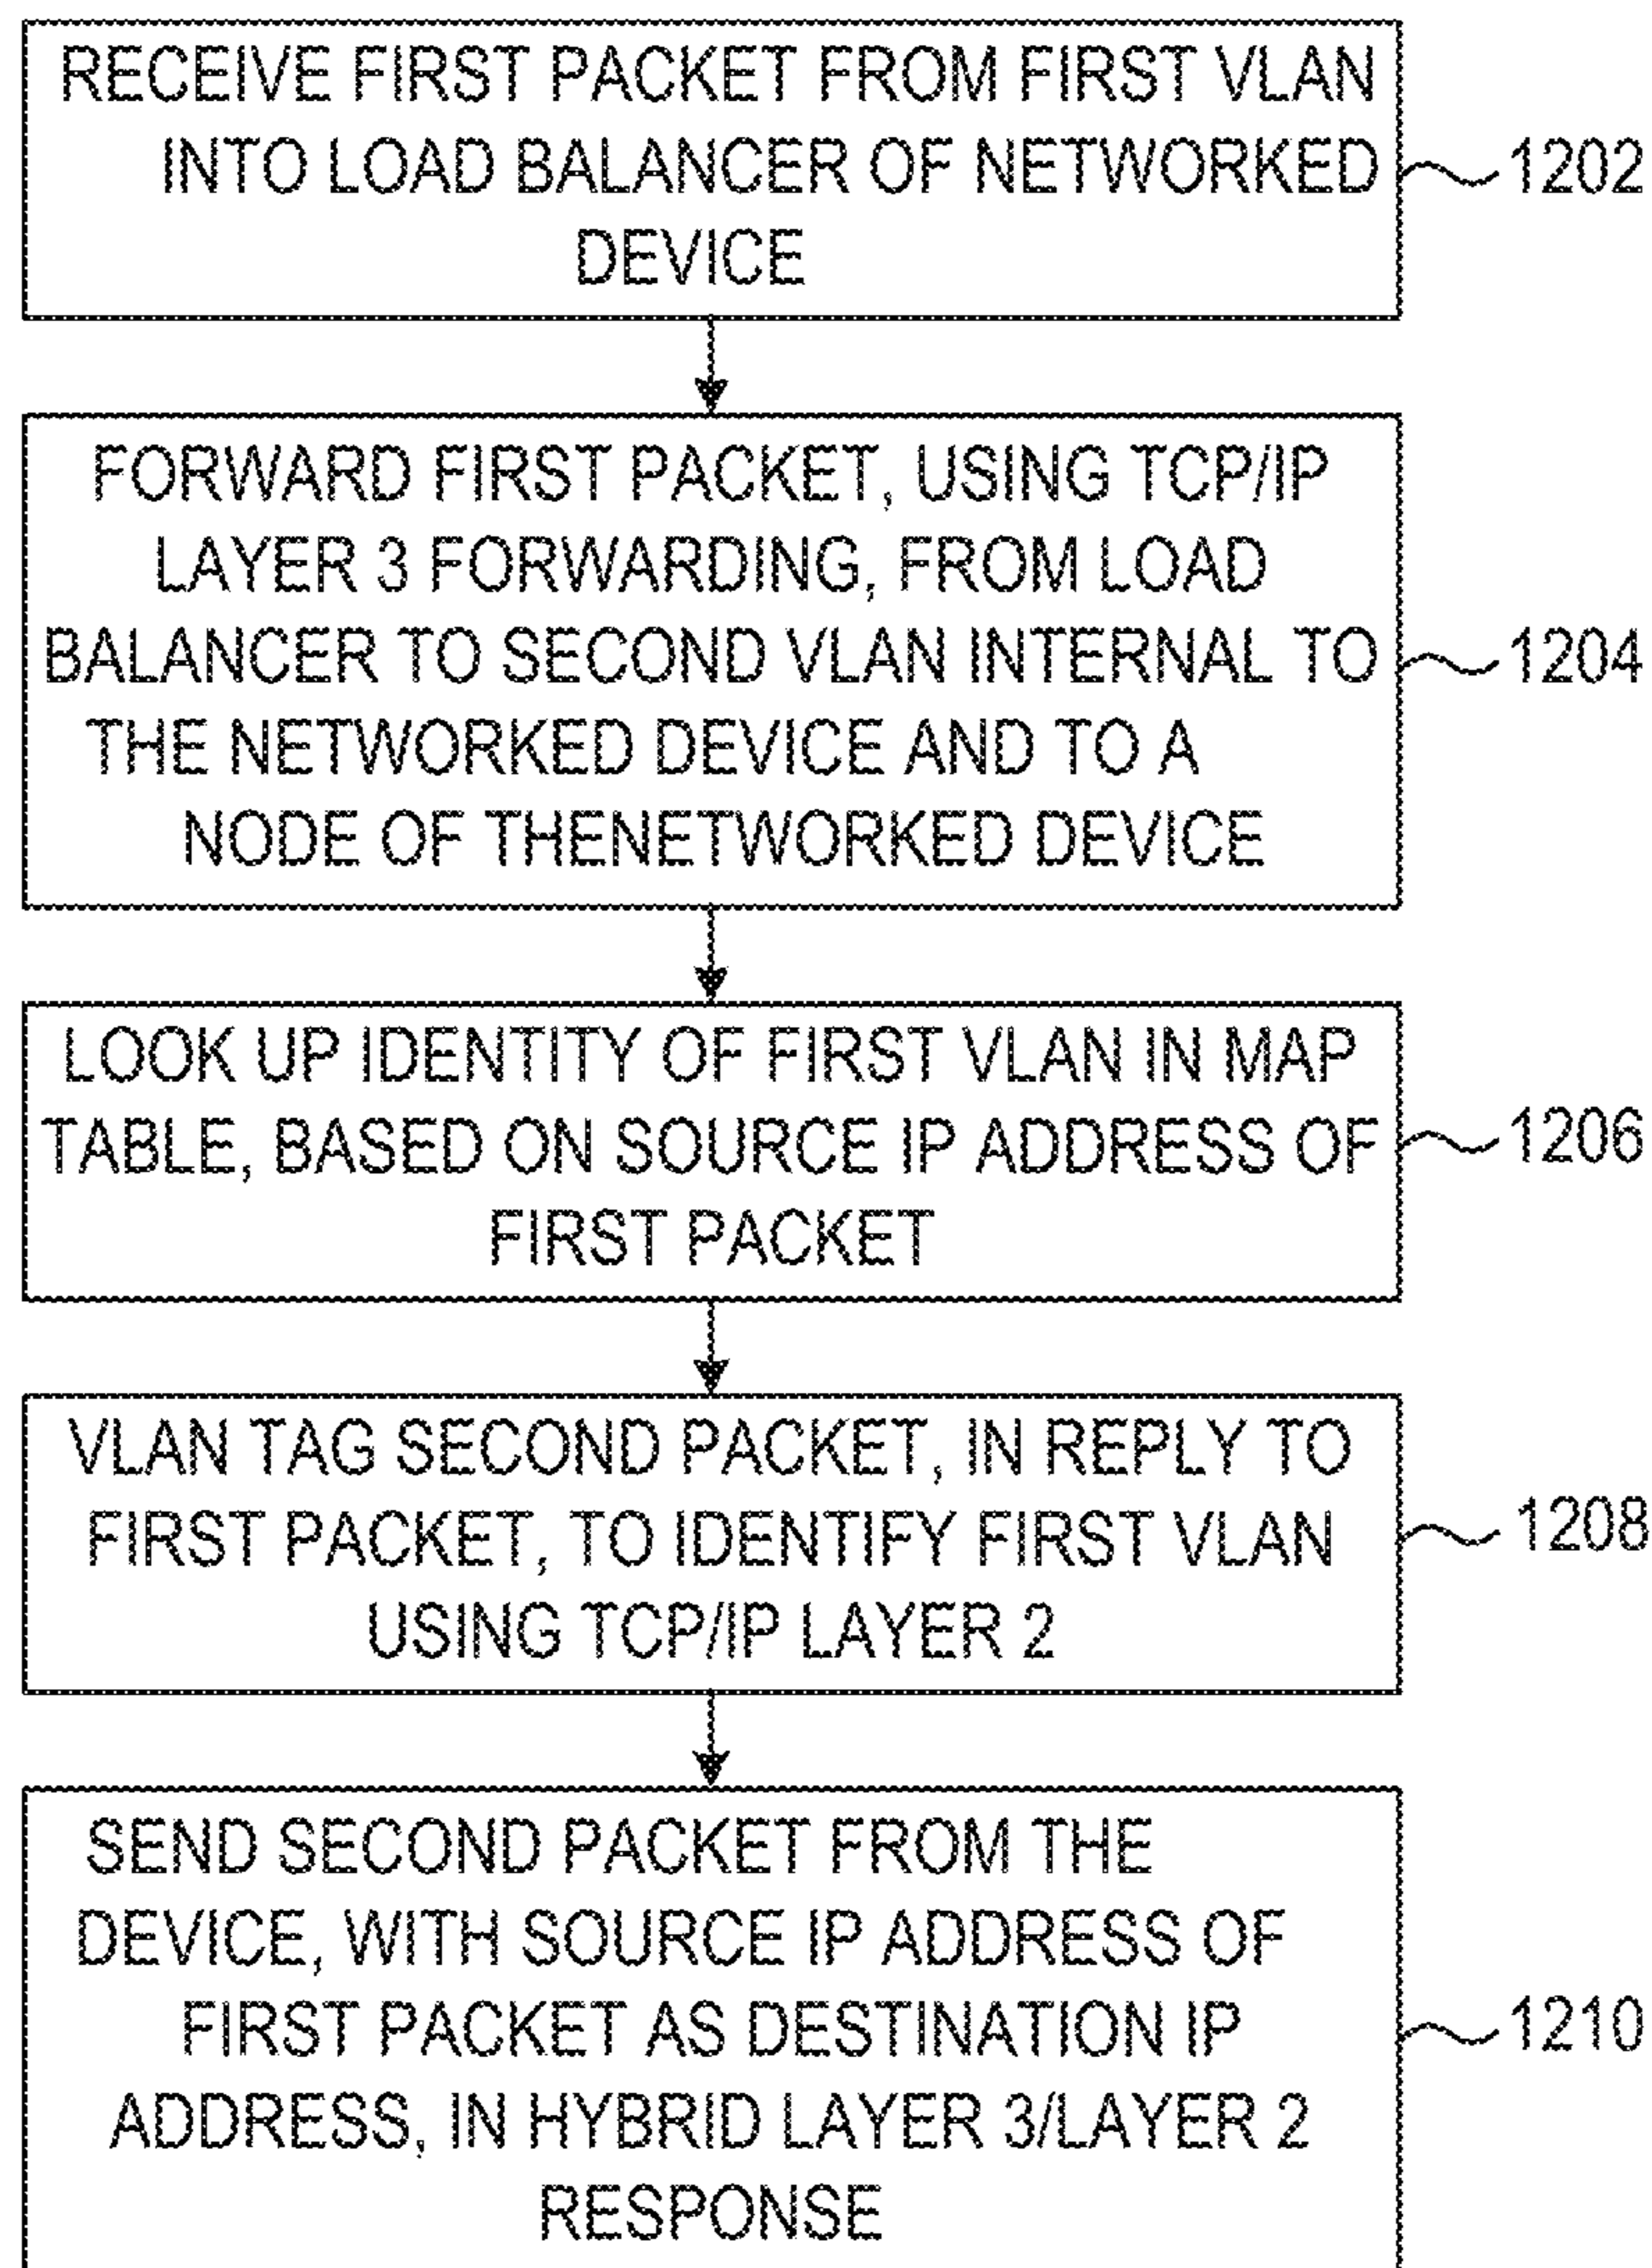 RECEIVE FIRST PACKET FROM FIRST VLAN
INTO LOAD BALANCER OF NETWORKED
DEVICE
1202
FORWARD FIRST PACKET, USING TCP/IP
LAYER 3 FORWARDING, FROM LOAD
BALANCER TO SECOND VLAN INTERNAL TO
THE NETWORKED DEVICE AND TO A
NODE OF THENETWORKED DEVICE
1204
LOOK UP IDENTITY OF FIRST VLAN IN MAP
TABLE, BASED ON SOURCE IP ADDRESS OF
FIRST PACKET
1206
VLAN TAG SECOND PACKET, IN REPLY TO
FIRST PACKET, TO IDENTIFY FIRST VLAN
USING TCP/IP LAYER 2
1208
SEND SECOND PACKET FROM THE
DEVICE, WITH SOURCE IP ADDRESS OF
FIRST PACKET AS DESTINATION IP
ADDRESS, IN HYBRID LAYER 3/LAYER 2
RESPONSE
1210